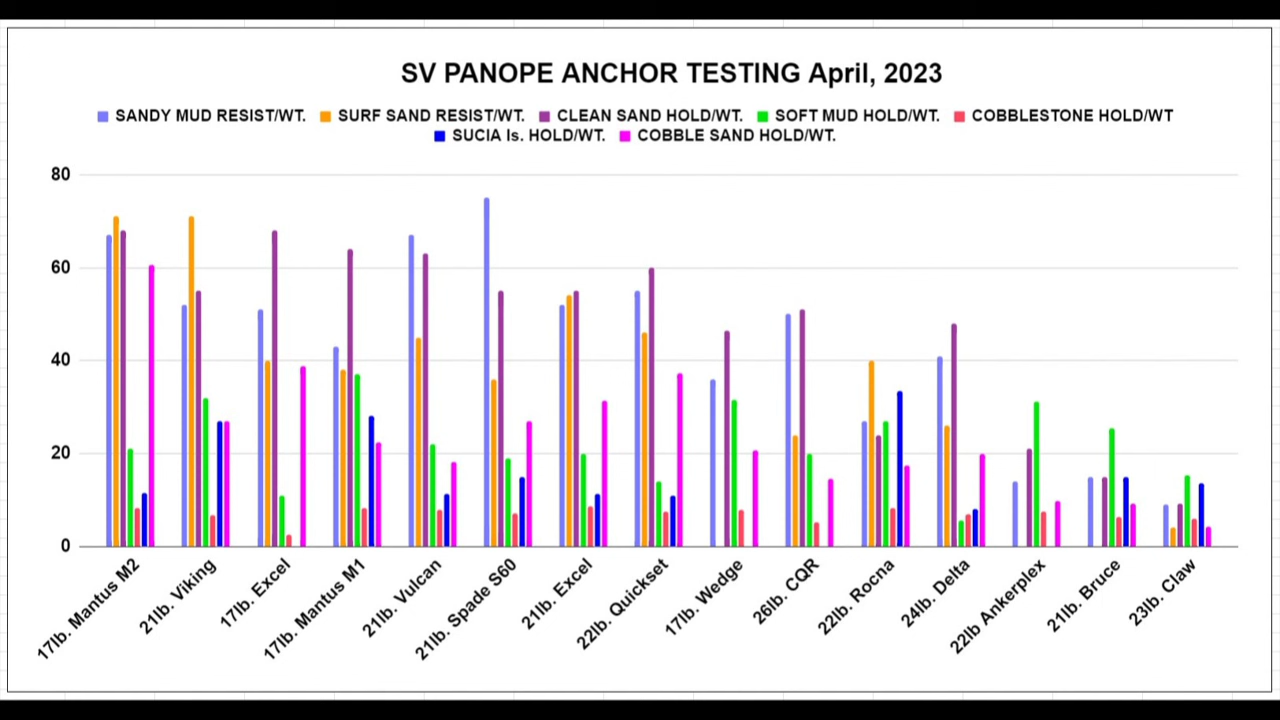 SV PANOPE ANCHOR TESTING April, 2023
SANDY MUD RESIST/WT. SURF SAND RESIST/WT. CLEAN SAND HOLD/WT. SOFT MUD HOLD/WT. COBBLESTONE HOLD/WT
SUCIA Is. HOLD/WT. COBBLE SAND HOLD/WT.
80
60
40
20
0
17lb. Mantus M2
21lb. Viking
17lb. Excel
17lb. Mantus M1
21lb. Vulcan
21lb. Spade S60
21lb. Excel
22lb. Quickset
17lb. Wedge
26lb. CQR
22lb. Rocna
24lb. Delta
22lb Ankerplex
21lb. Bruce
23lb. Claw